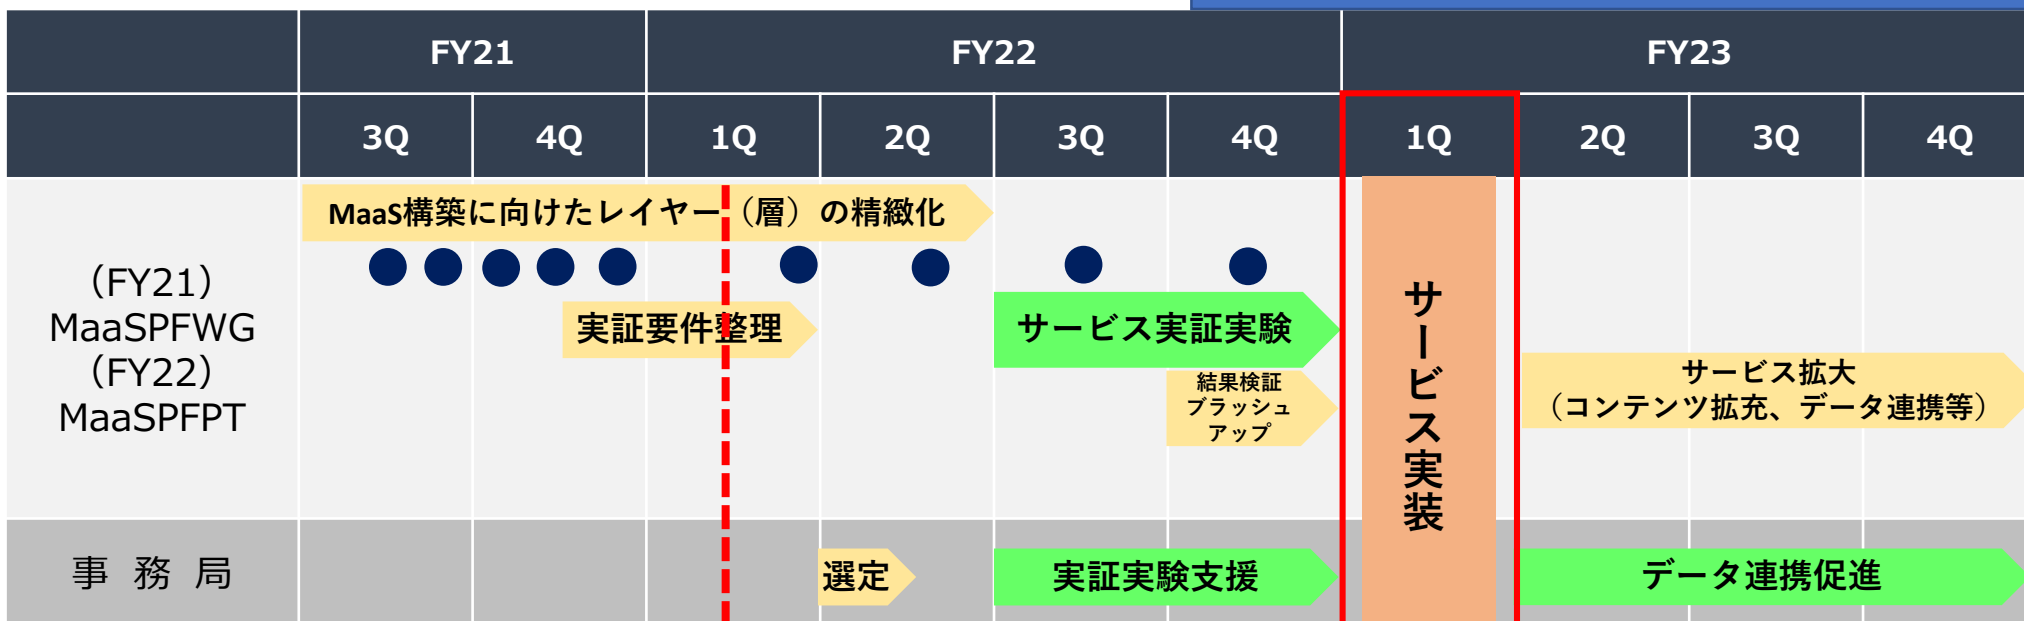 FY21
FY22
FY23
3Q
4Q
1Q
2Q
3Q
4Q
1Q
2Q
3Q
4Q
（FY21）
MaaSPFWG
（FY22）
MaaSPFPT
MaaS構築に向けたレイヤー（層）の精緻化
実証要件整理
サービス実証実験
結果検証
ブラッシュ
アップ
サービス実装
サービス拡大
（コンテンツ拡充、データ連携等）
事 務 局
選定
実証実験支援
データ連携促進